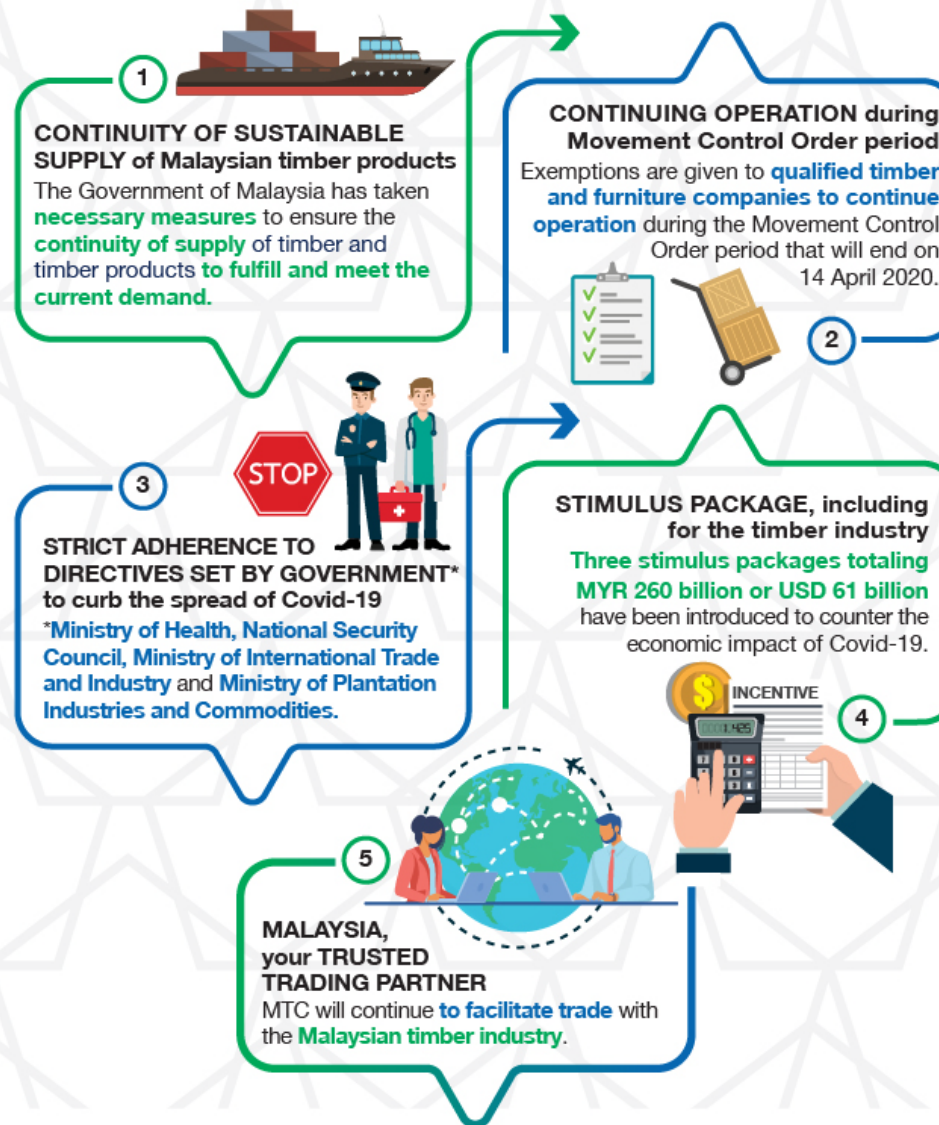 1
CONTINUITY OF SUSTAINABLE
SUPPLY of Malaysian timber products
The Government of Malaysia has taken
necessary measures to ensure the
continuity of supply of timber and
timber products to fulfill and meet the
current demand.
CONTINUING OPERATION during
Movement Control Order period
Exemptions are given to qualified timber
and furniture companies to continue
operation during the Movement Control
Order period that will end on
14 April 2020.
2
3
STOP
STRICT ADHERENCE TO
DIRECTIVES SET BY GOVERNMENT*
to curb the spread of Covid-19
*Ministry of Health, National Security
Council, Ministry of International Trade
and Industry and Ministry of Plantation
Industries and Commodities.
STIMULUS PACKAGE, including
for the timber industry
Three stimulus packages totaling
MYR 260 billion or USD 61 billion
have been introduced to counter the
economic impact of Covid-19.
$
INCENTIVE
4
5
MALAYSIA,
your TRUSTED
TRADING PARTNER
MTC will continue to facilitate trade with
the Malaysian timber industry.